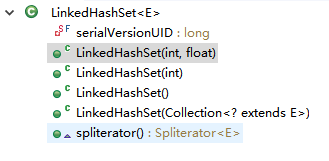 LinkedHashSet<E>
serialVersionUID : long
LinkedHashSet(int, float)
LinkedHashSet(int)
LinkedHashSet()
LinkedHashSet(Collection<? extends E>)
spliterator() : Spliterator<E>